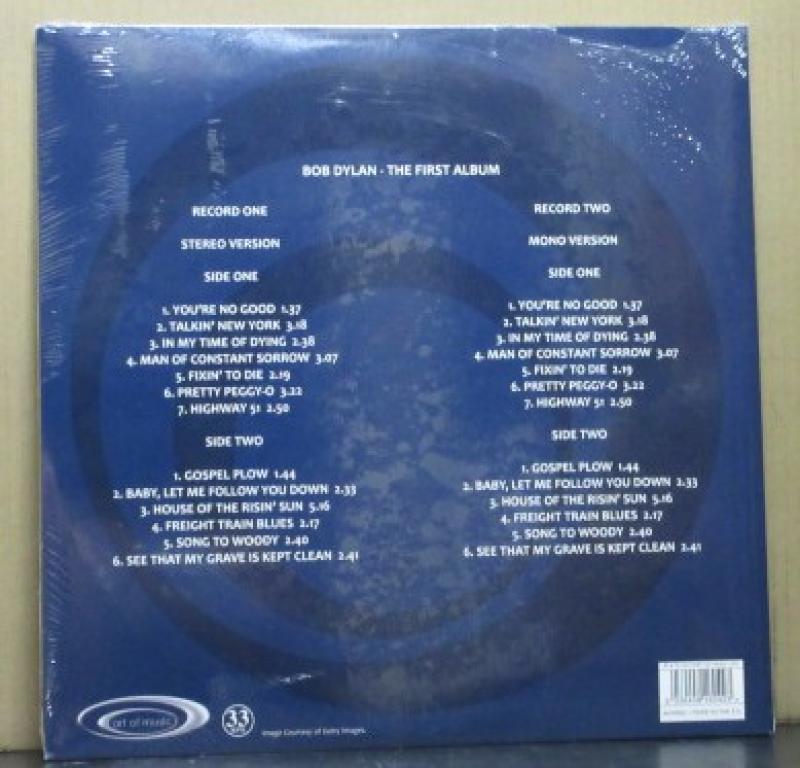 BOB DYLAN - THE FIRST ALBUM
RECORD ONE
STEREO VERSION
SIDE ONE
1. YOU'RE NO GOOD 1.37
2. TALKIN' NEW YORK 3.18
3. IN MY TIME OF DYING 2.38
4. MAN OF CONSTANT SORROW 3.07
5. FIXIN' TO DIE 2.19
6. PRETTY PEGGY-O 3.22
7. HIGHWAY 51 2.50
SIDE TWO
1. GOSPEL PLOW 1.44
2. BABY, LET ME FOLLOW YOU DOWN 2.33
3. HOUSE OF THE RISIN' SUN 5.16
4. FREIGHT TRAIN BLUES 2.17
5. SONG TO WOODY 2.40
6. SEE THAT MY GRAVE IS KEPT CLEAN 2.41
RECORD TWO
MONO VERSION
SIDE ONE
1. YOU'RE NO GOOD 1.37
2. TALKIN' NEW YORK 3.18
3. IN MY TIME OF DYING 2.38
4. MAN OF CONSTANT SORROW 3.07
5. FIXIN' TO DIE 2.19
6. PRETTY PEGGY-O 3.22
7. HIGHWAY 51 2.50
SIDE TWO
1. GOSPEL PLOW 1.44
2. BABY, LET ME FOLLOW YOU DOWN 2.33
3. HOUSE OF THE RISIN' SUN 5.16
4. FREIGHT TRAIN BLUES 2.17
5. SONG TO WOODY 2.40
6. SEE THAT MY GRAVE IS KEPT CLEAN 2.41
art of music
33
Image Courtesy of Getty Images.